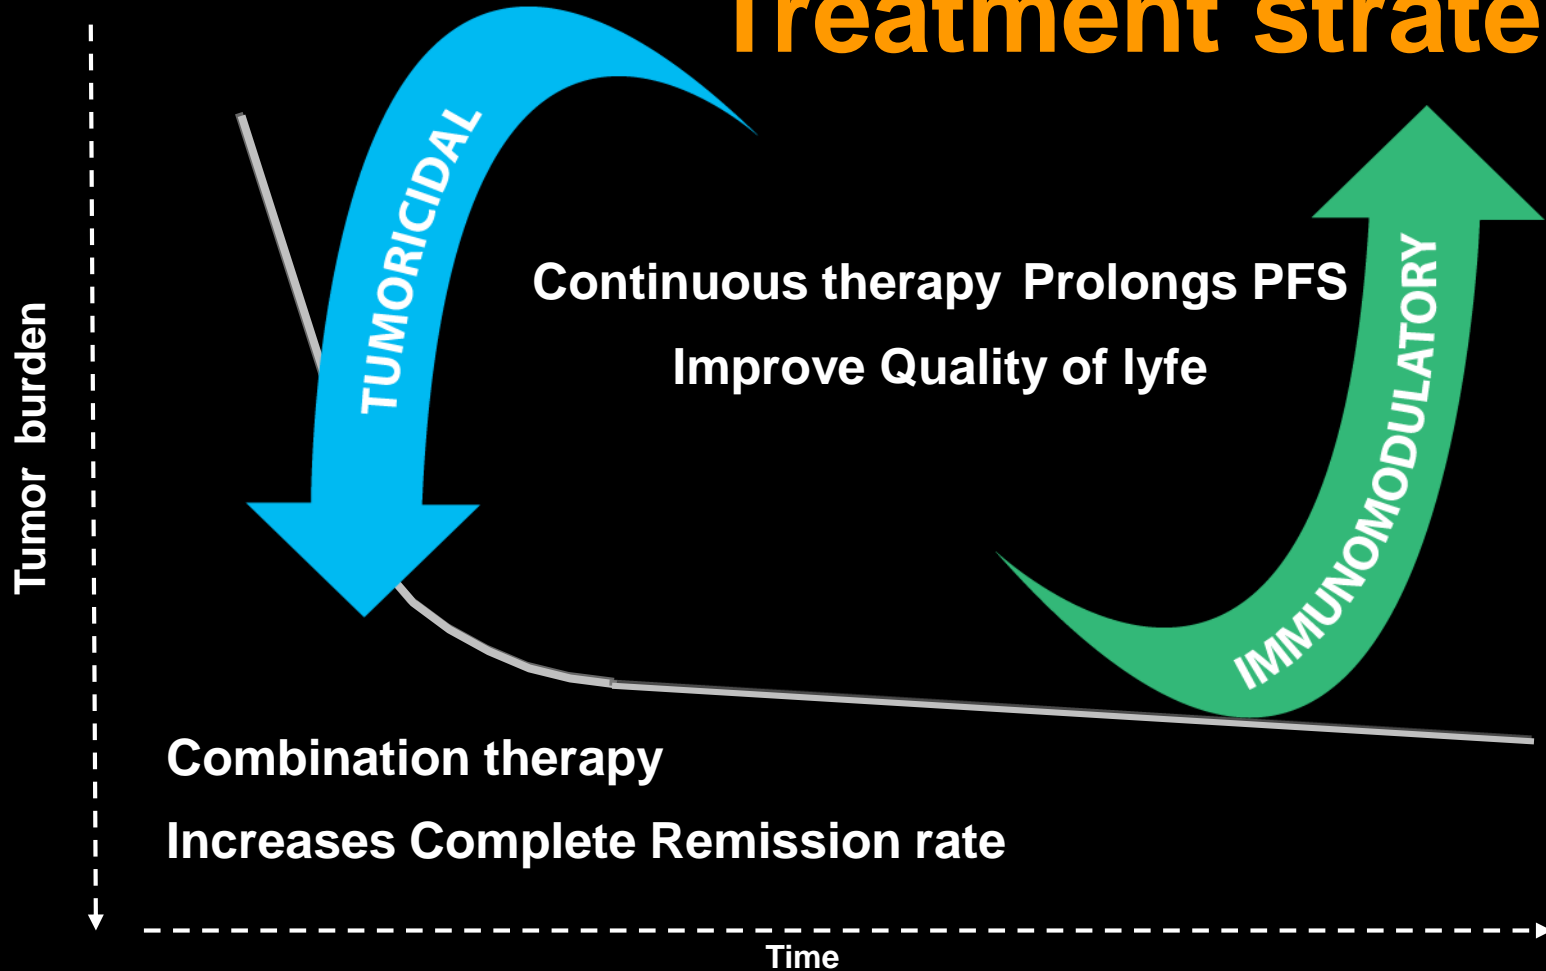 Treatment strate
TUMORICIDAL
Continuous therapy Prolongs PFS
Improve Quality of lyfe
IMMUNOMODULATORY
Tumor burden
Combination therapy
Increases Complete Remission rate
Time